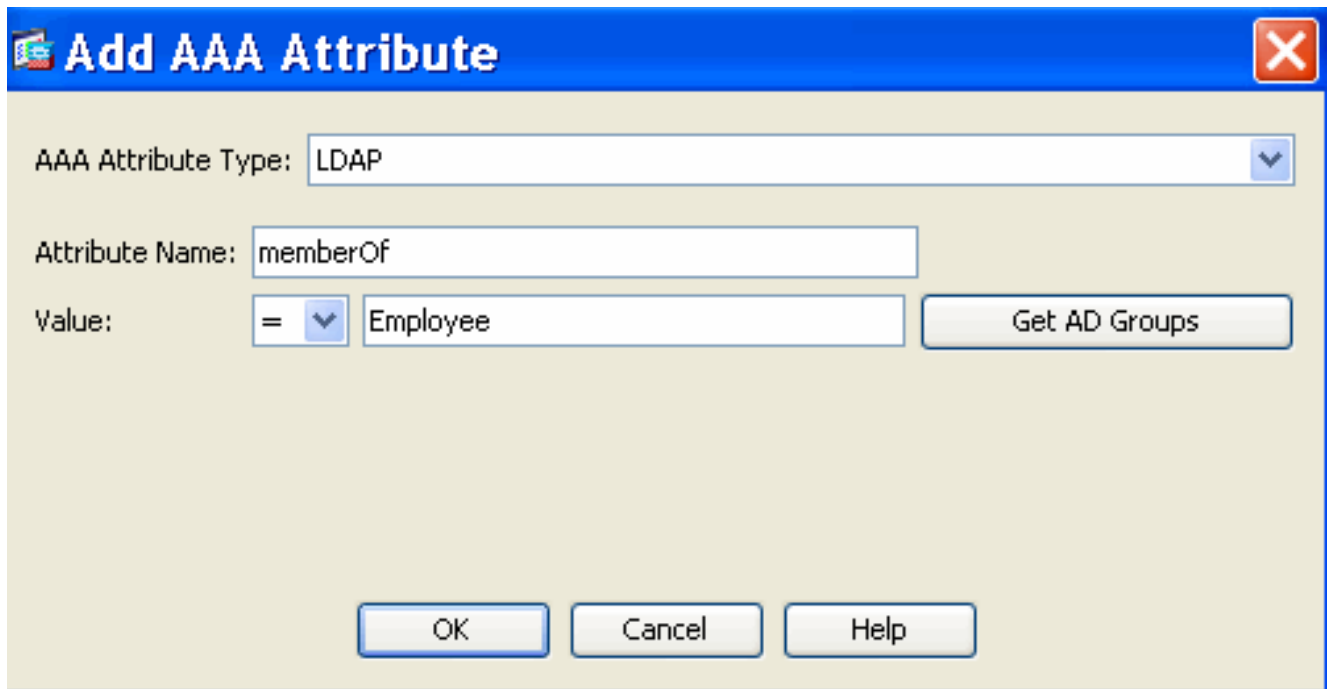 Add AAA Attribute
AAA Attribute Type: LDAP
Attribute Name: memberOf
Value: = Employee Get AD Groups
OK Cancel Help